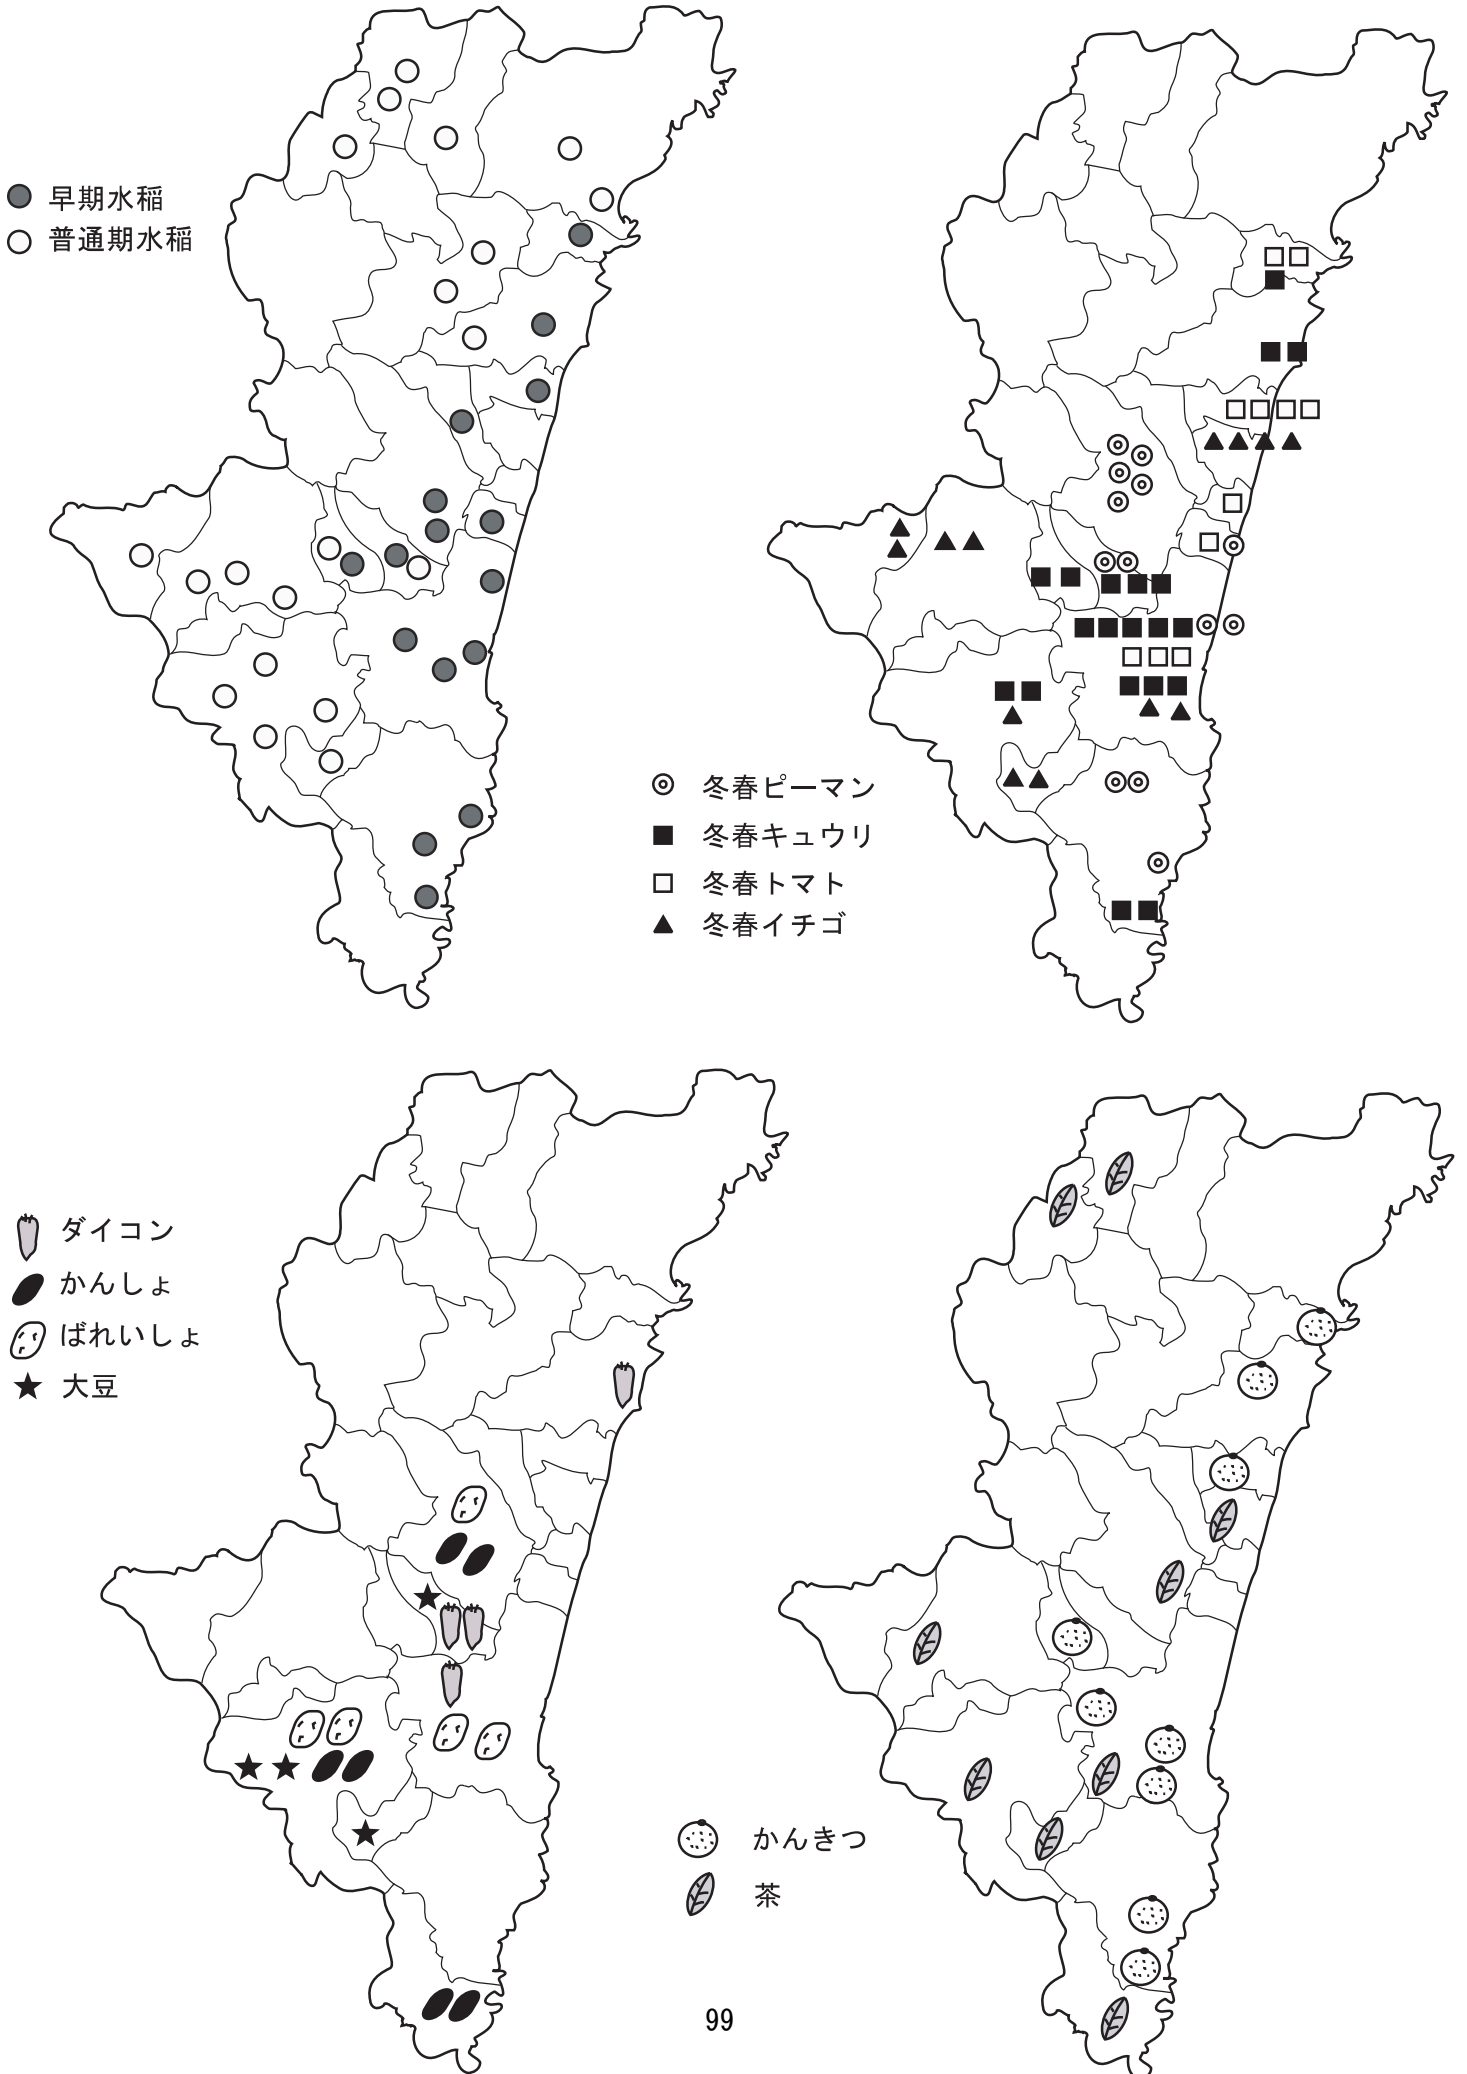 早期水稲
普通期水稲
冬春ピーマン
冬春キュウリ
冬春トマト
冬春イチゴ
ダイコン
かんしょ
ばれいしょ
大豆
かんきつ
茶
99